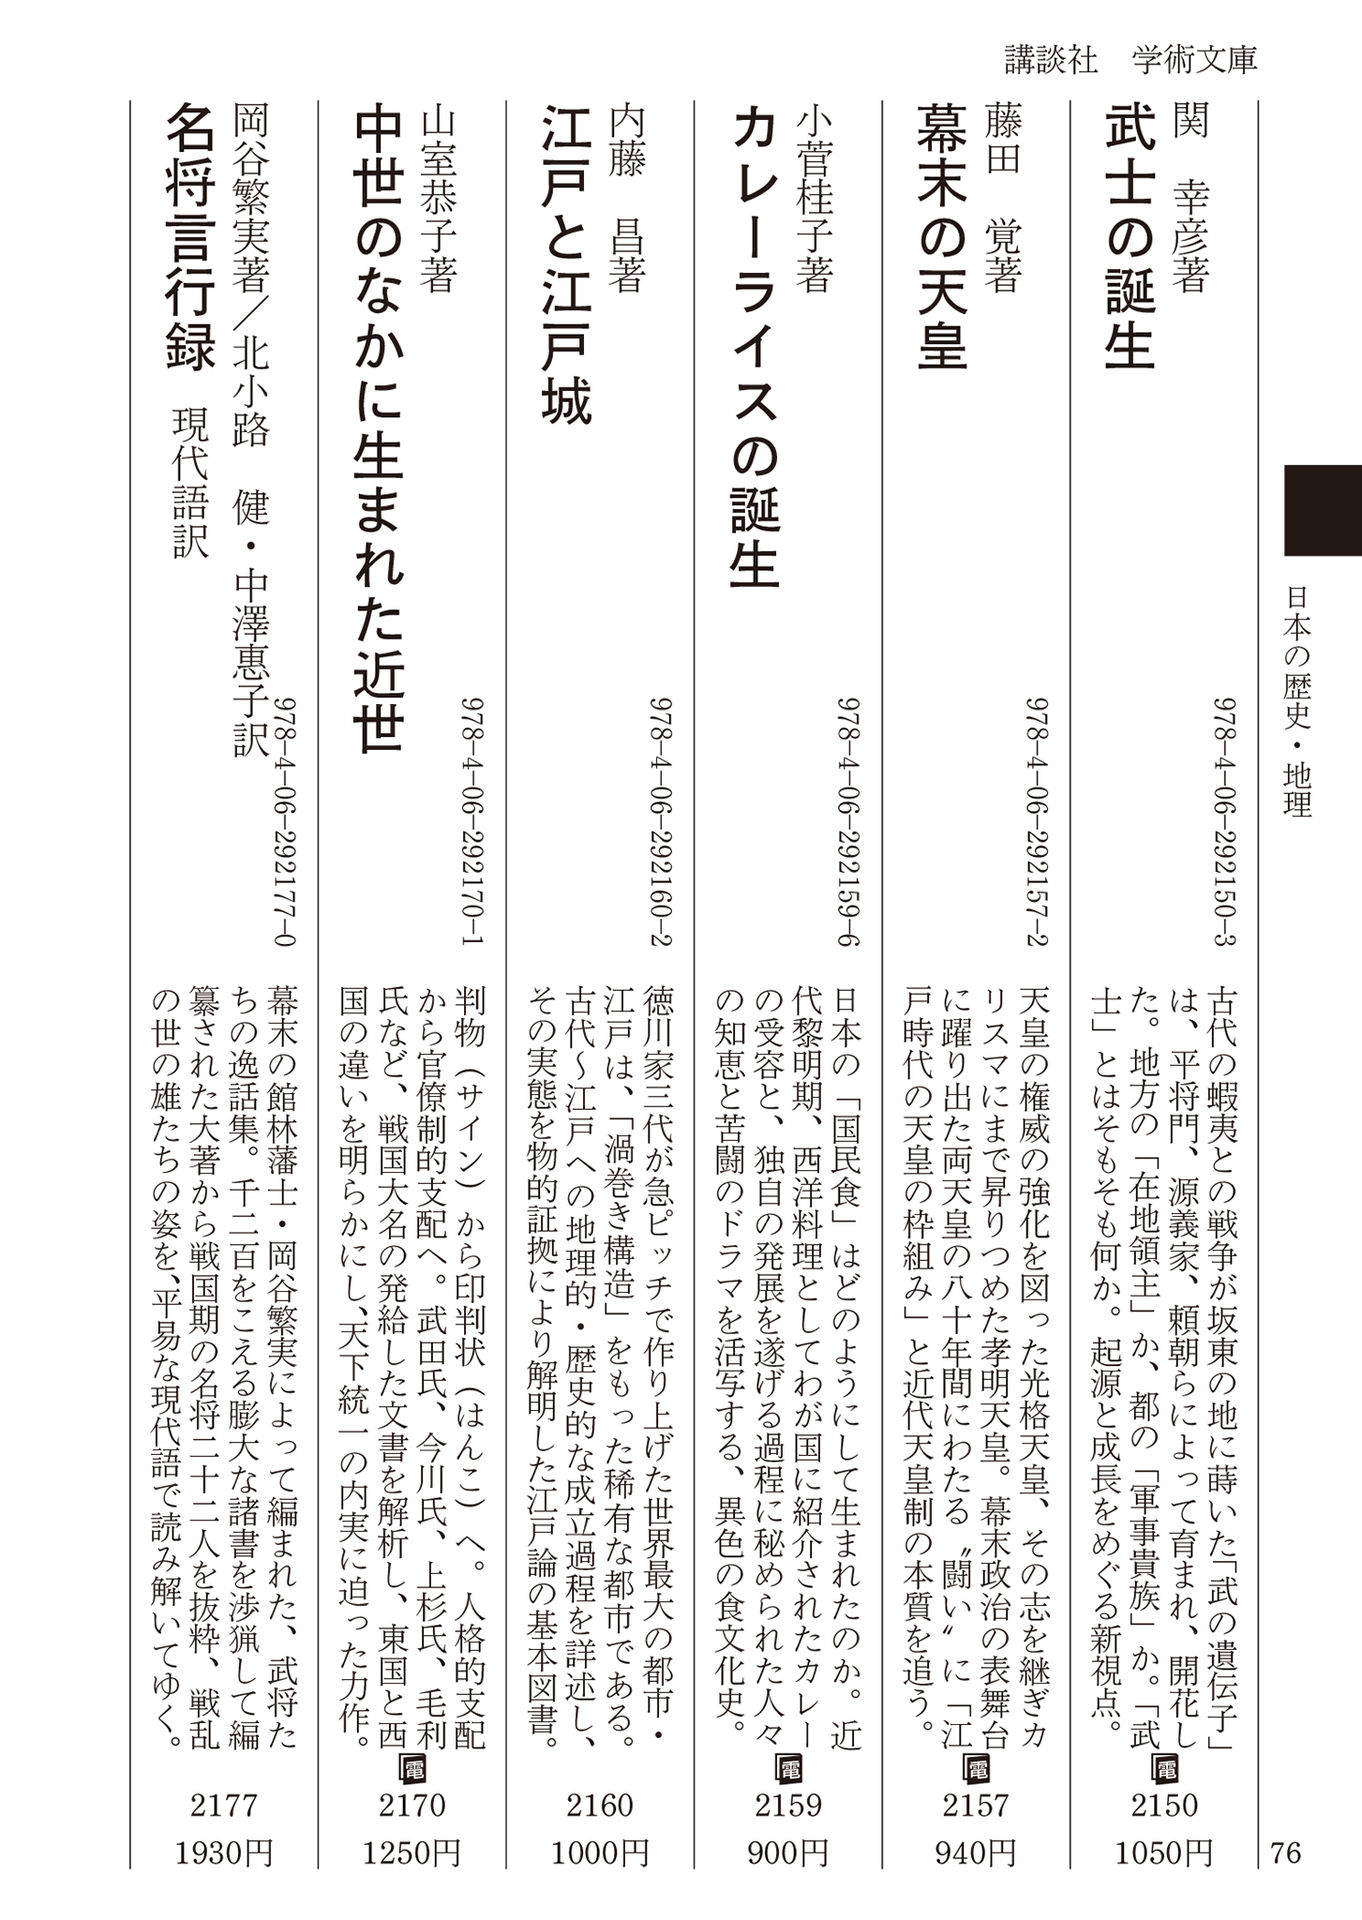 講談社　学術文庫
日本の歴史・地理
関　幸彦著
武士の誕生
978-4-06-292150-3
古代の蝦夷との戦争が坂東の地に蒔いた「武の遺伝子」
は、平将門、源義家、頼朝らによって育まれ、開花し
た。地方の「在地領主」か、都の「軍事貴族」か。「武
士」とはそもそも何か。起源と成長をめぐる新視点。
電
2150
1050円
藤田　覚著
幕末の天皇
978-4-06-292157-2
天皇の権威の強化を図った光格天皇、その志を継ぎカ
リスマにまで昇りつめた孝明天皇。幕末政治の表舞台
に躍り出た両天皇の八十年間にわたる〝闘い〟に「江
戸時代の天皇の枠組み」と近代天皇制の本質を追う。
電
2157
940円
小菅桂子著
カレーライスの誕生
978-4-06-292159-6
日本の「国民食」はどのようにして生まれたのか。近
代黎明期、西洋料理としてわが国に紹介されたカレー
の受容と、独自の発展を遂げる過程に秘められた人々
の知恵と苦闘のドラマを活写する、異色の食文化史。
電
2159
900円
内藤　昌著
江戸と江戸城
978-4-06-292160-2
徳川家三代が急ピッチで作り上げた世界最大の都市・
江戸は、「渦巻き構造」をもった稀有な都市である。
古代～江戸への地理的・歴史的な成立過程を詳述し、
その実態を物的証拠により解明した江戸論の基本図書。
2160
1000円
山室恭子著
中世のなかに生まれた近世
978-4-06-292170-1
判物（サイン）から印判状（はんこ）へ。人格的支配
から官僚制的支配へ。武田氏、今川氏、上杉氏、毛利
氏など、戦国大名の発給した文書を解析し、東国と西
国の違いを明らかにし、天下統一の内実に迫った力作。
電
2170
1250円
岡谷繁実著／北小路　健・中澤惠子訳
名将言行録　現代語訳
978-4-06-292177-0
幕末の館林藩士・岡谷繁実によって編まれた、武将た
ちの逸話集。千二百をこえる膨大な諸書を渉猟して編
纂された大著から戦国期の名将二十二人を抜粋、戦乱
の世の雄たちの姿を、平易な現代語で読み解いてゆく。
2177
1930円
76